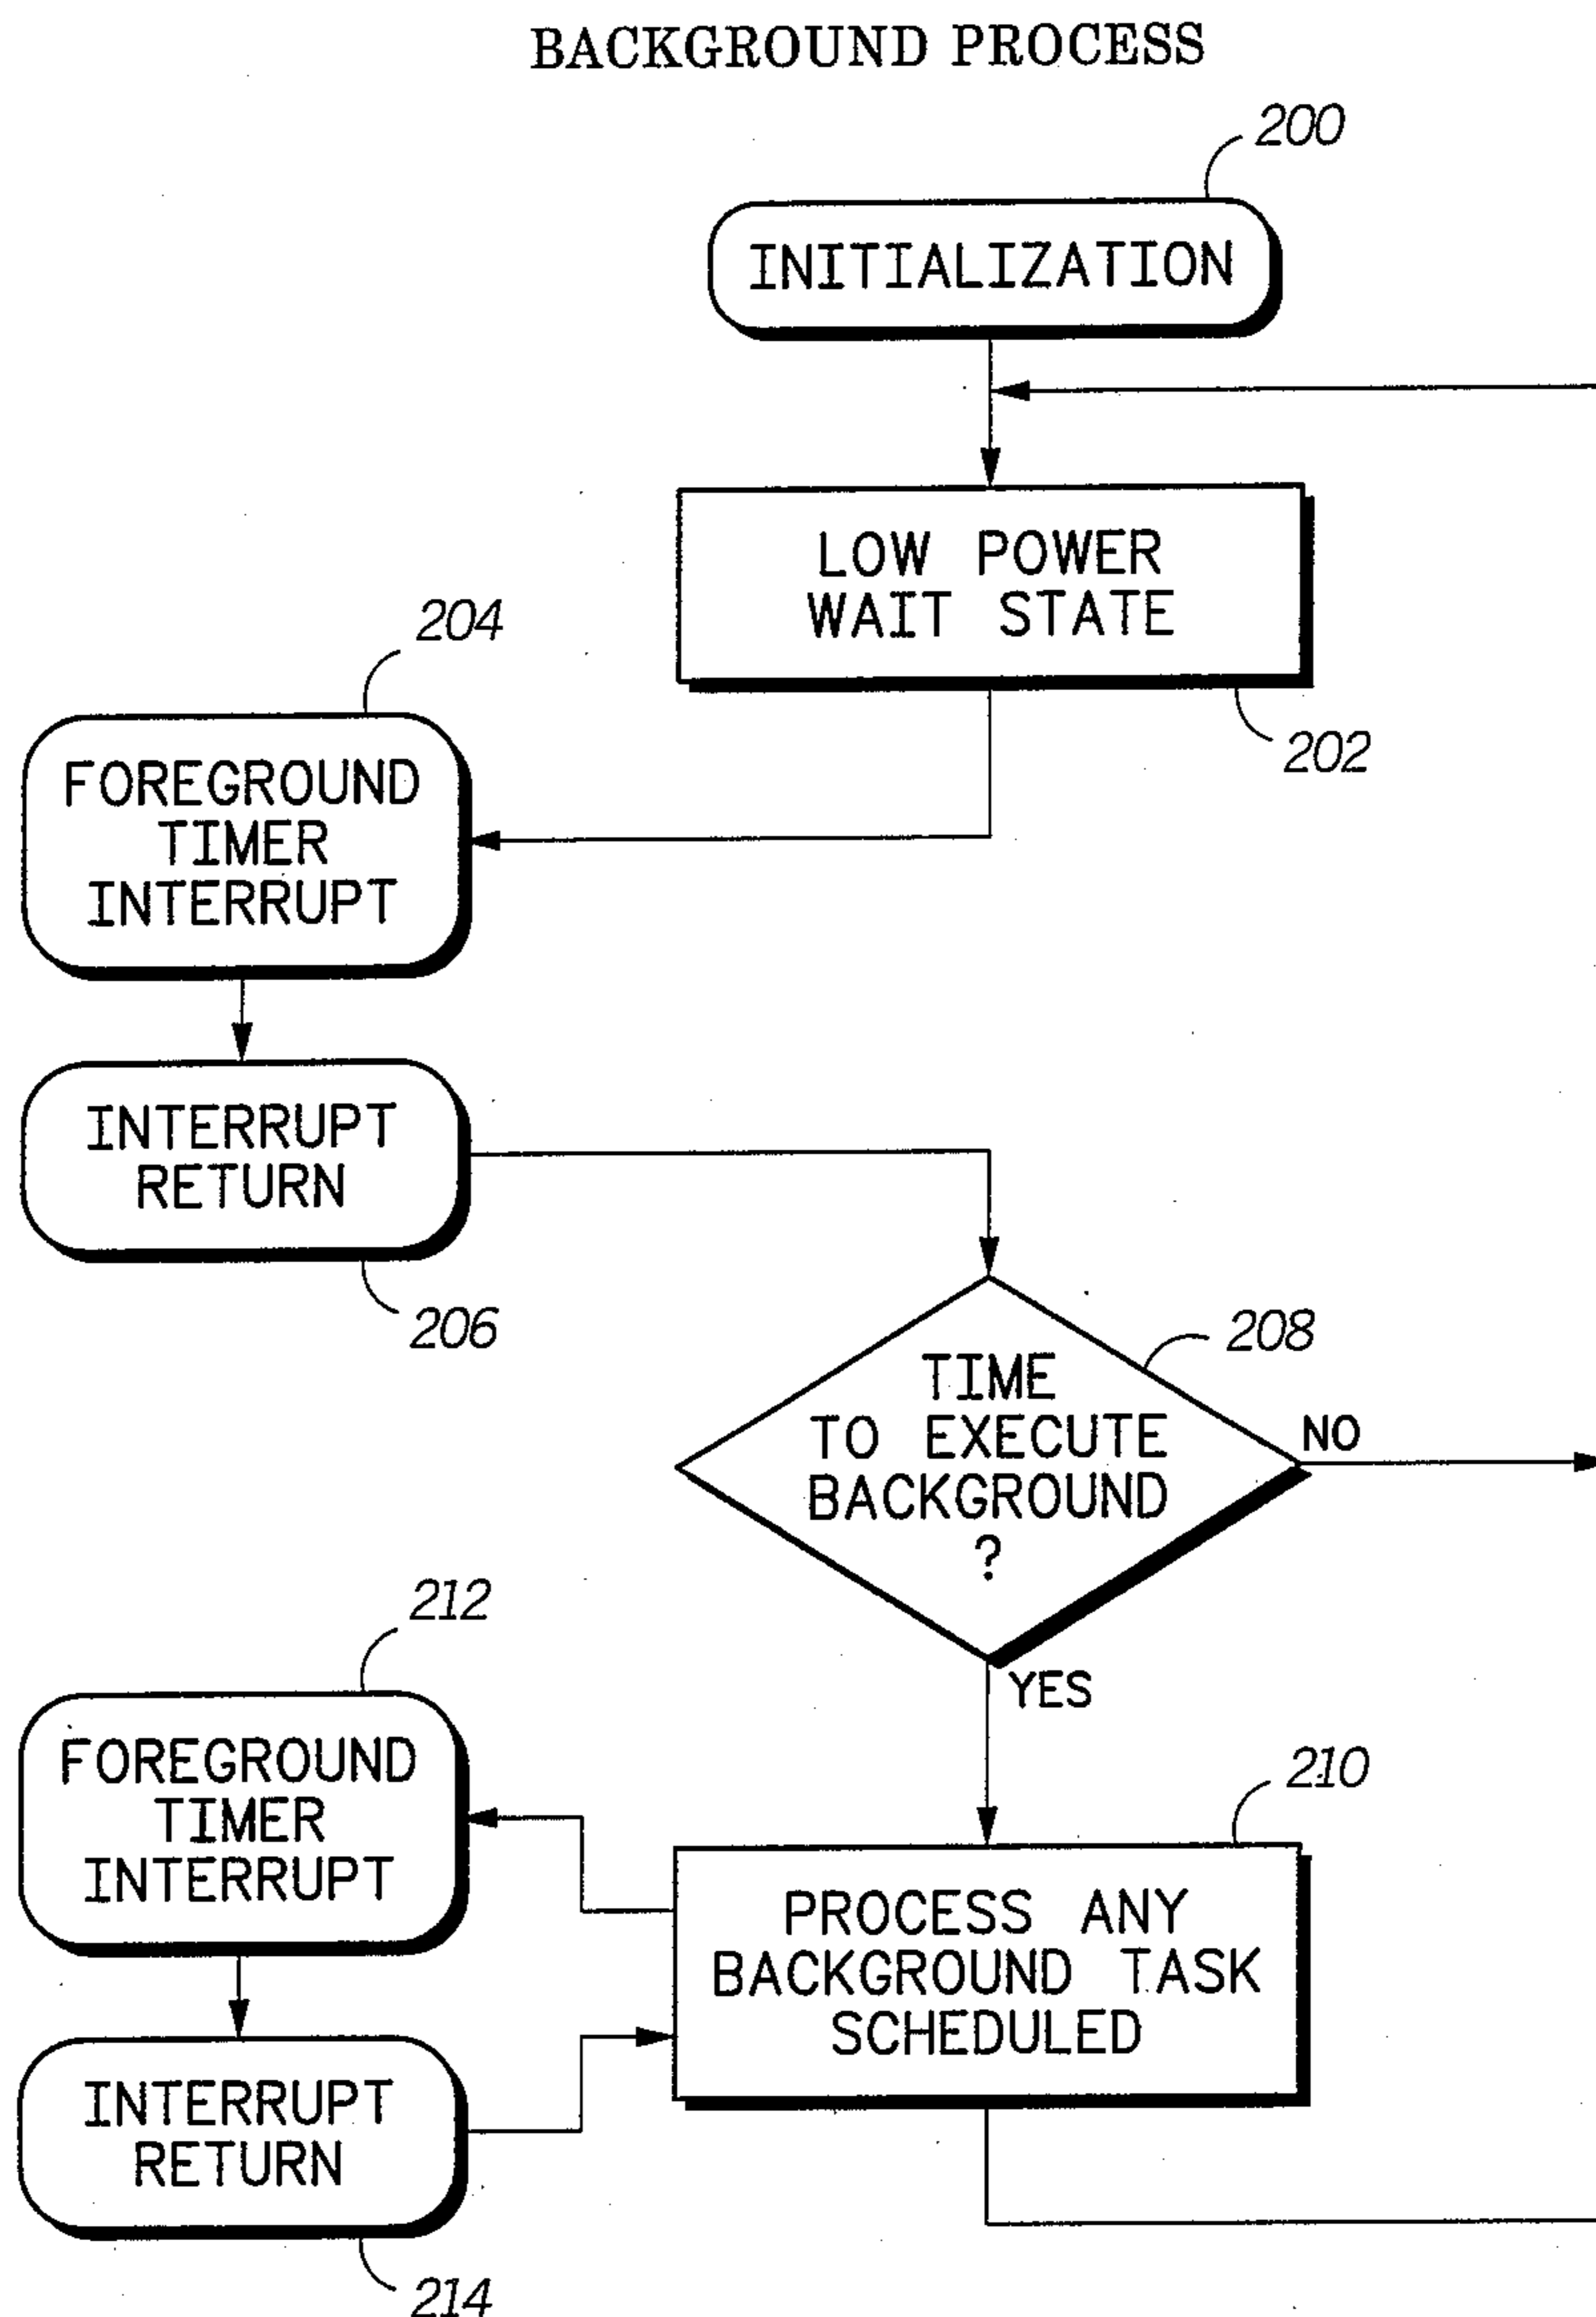 BACKGROUND PROCESS
200
INITIALIZATION
LOW POWER
WAIT STATE
202
204
FOREGROUND
TIMER
INTERRUPT
INTERRUPT
RETURN
206
208
TIME
TO EXECUTE
BACKGROUND
?
NO
YES
212
FOREGROUND
TIMER
INTERRUPT
210
PROCESS ANY
BACKGROUND TASK
SCHEDULED
INTERRUPT
RETURN
214